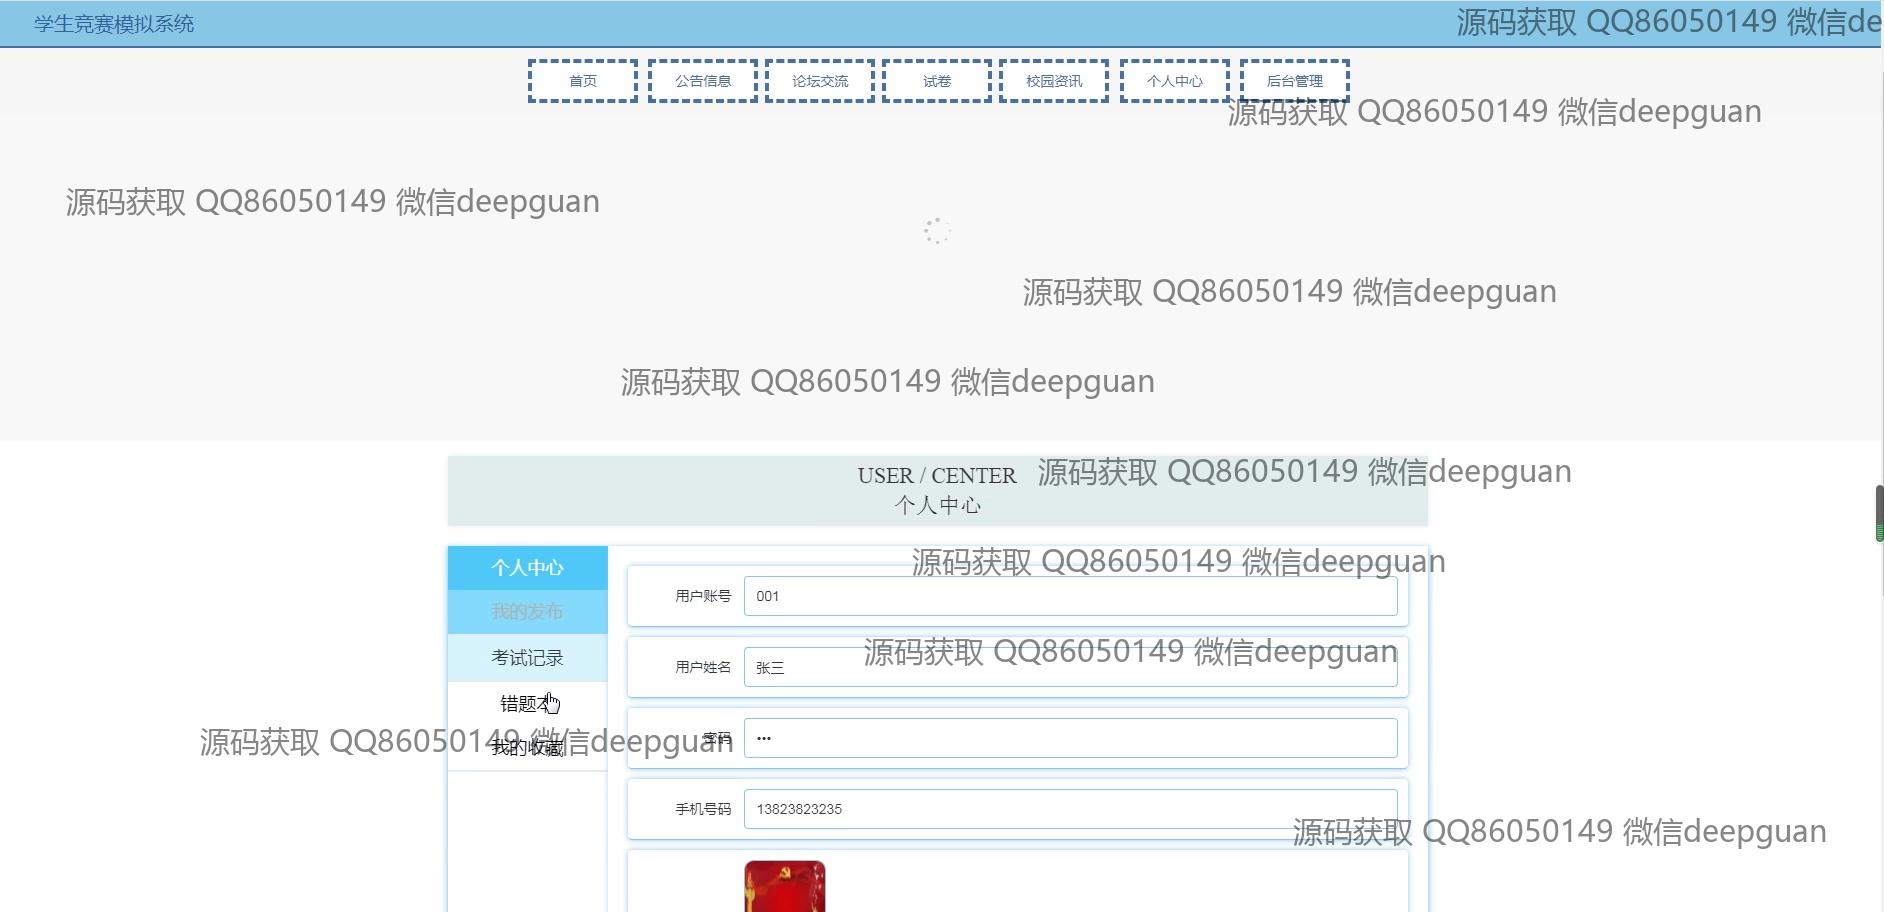 学生竞赛模拟系统
源码获取 QQ86050149 微信de
首页 公告信息 论坛交流 试卷 校园资讯 个人中心 后台管理
源码获取 QQ86050149 微信deepguan
源码获取 QQ86050149 微信deepguan
源码获取 QQ86050149 微信deepguan
源码获取 QQ86050149 微信deepguan
USER / CENTER
源码获取 QQ86050149 微信deepguan
个人中心
个人中心
源码获取 QQ86050149 微信deepguan
用户账号 001
我的发布
考试记录
用户姓名 张三
源码获取 QQ86050149 微信deepguan
错题本
密码 •••
源码获取 QQ86050149 微信deepguan
我的收藏
手机号码 13823823235
源码获取 QQ86050149 微信deepguan